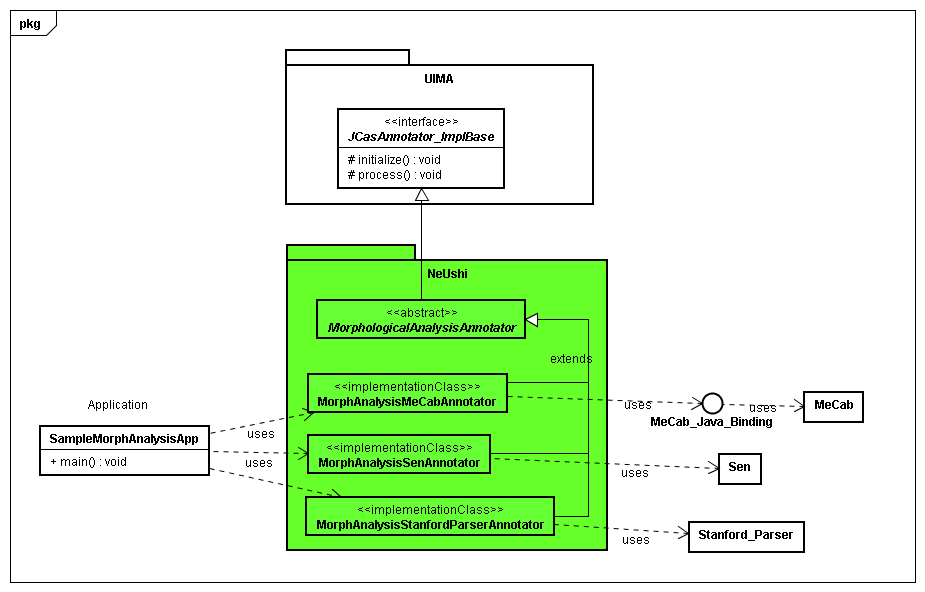 pkg
UIMA
<<interface>>
JCasAnnotator_ImplBase
# initialize() : void
# process() : void
NeUshi
<<abstract>>
MorphologicalAnalysisAnnotator
extends
<<implementationClass>>
MorphAnalysisMeCabAnnotator
uses
MeCab_Java_Binding
uses
MeCab
Application
SampleMorphAnalysisApp
+ main() : void
uses
uses
<<implementationClass>>
MorphAnalysisSenAnnotator
uses
Sen
<<implementationClass>>
MorphAnalysisStanfordParserAnnotator
uses
Stanford_Parser